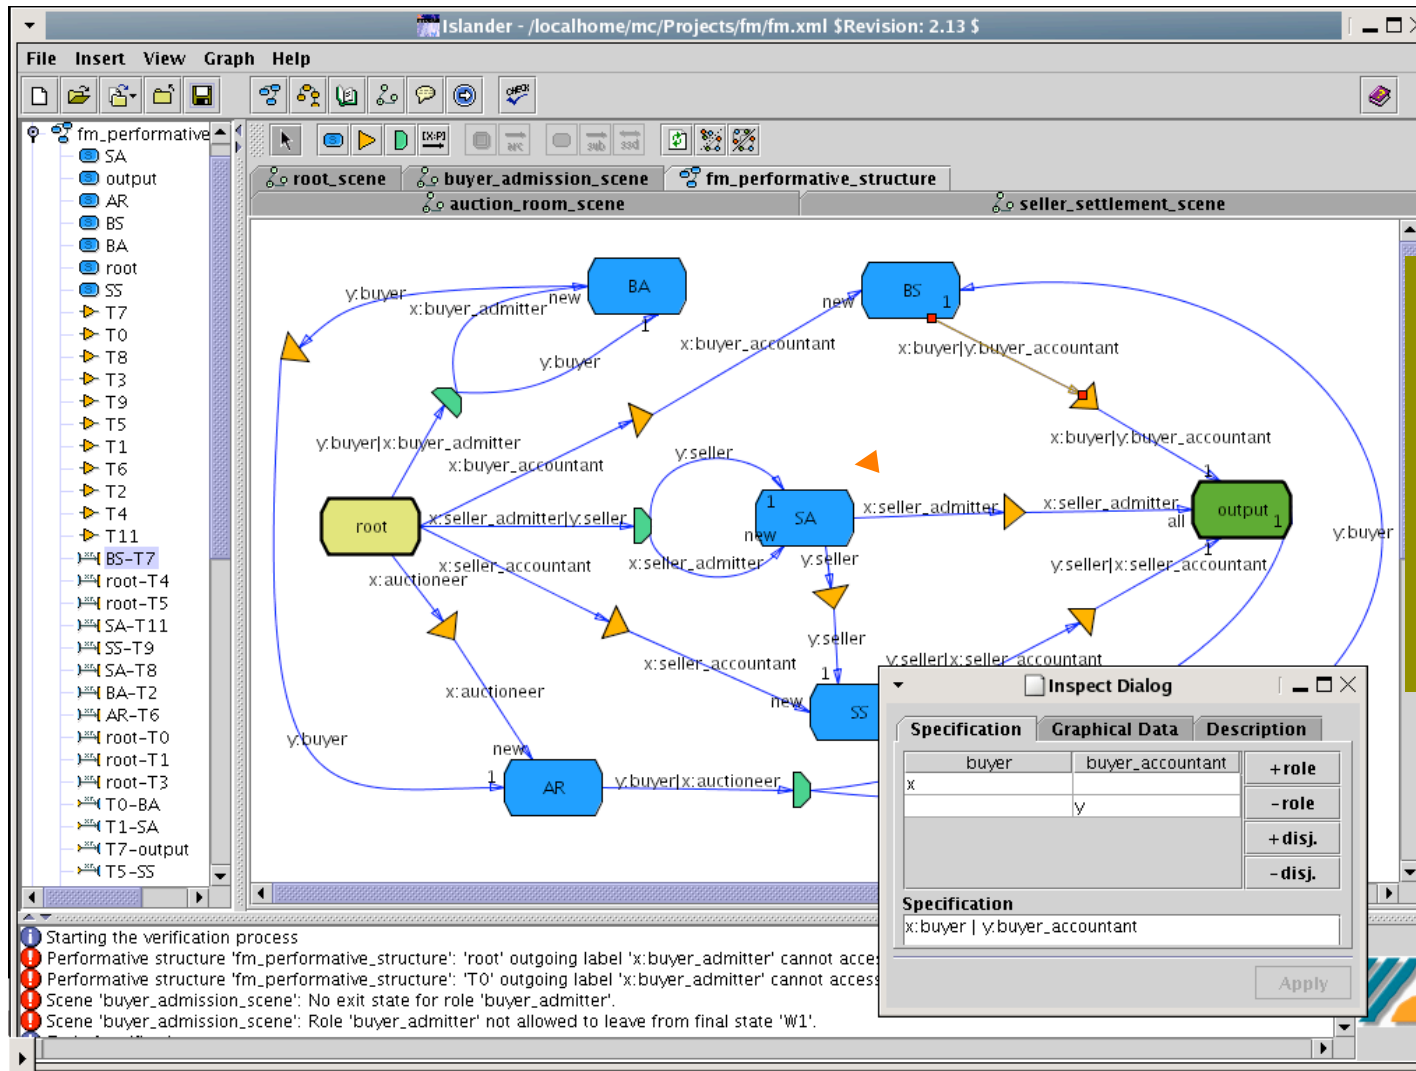 Islander - /localhome/mc/Projects/fm/fm.xml $Revision: 2.13 $
File Insert View Graph Help
CHECK
fm_performative
SA
output
AR
BS
BA
root
SS
T7
T0
T8
T3
T9
T5
T1
T6
T2
T4
T11
BS-T7
root-T4
root-T5
SA-T11
SS-T9
SA-T8
BA-T2
AR-T6
root-T0
root-T1
root-T3
T0-BA
T1-SA
T7-output
T5-SS
[X:P]
arc
sub
ssd
root_scene
buyer_admission_scene
fm_performative_structure
auction_room_scene
seller_settlement_scene
y:buyer
x:buyer_admitter
new
BA
1
y:buyer
new
BS
1
x:buyer_accountant
x:buyer|y:buyer_accountant
y:buyer|x:buyer_admitter
x:buyer_accountant
y:seller
x:buyer|y:buyer_accountant
1
root
x:seller_admitter|y:seller
1
SA
new
x:seller_admitter
x:seller_admitter
all
output
1
1
y:buyer
x:seller_accountant
x:auctioneer
x:seller_admitter
y:seller
y:seller|x:seller_accountant
y:seller
x:seller_accountant
1
y:seller|x:seller_accountant
x:auctioneer
new
SS
y:buyer
new
1
AR
y:buyer|x:auctioneer
Inspect Dialog
Specification
Graphical Data
Description
buyer
buyer_accountant
x
y
+role
-role
+disj.
-disj.
Specification
x:buyer | y:buyer_accountant
Apply
Starting the verification process
Performative structure 'fm_performative_structure': 'root' outgoing label 'x:buyer_admitter' cannot acce
Performative structure 'fm_performative_structure': 'T0' outgoing label 'x:buyer_admitter' cannot access
Scene 'buyer_admission_scene': No exit state for role 'buyer_admitter'.
Scene 'buyer_admission_scene': Role 'buyer_admitter' not allowed to leave from final state 'W1'.